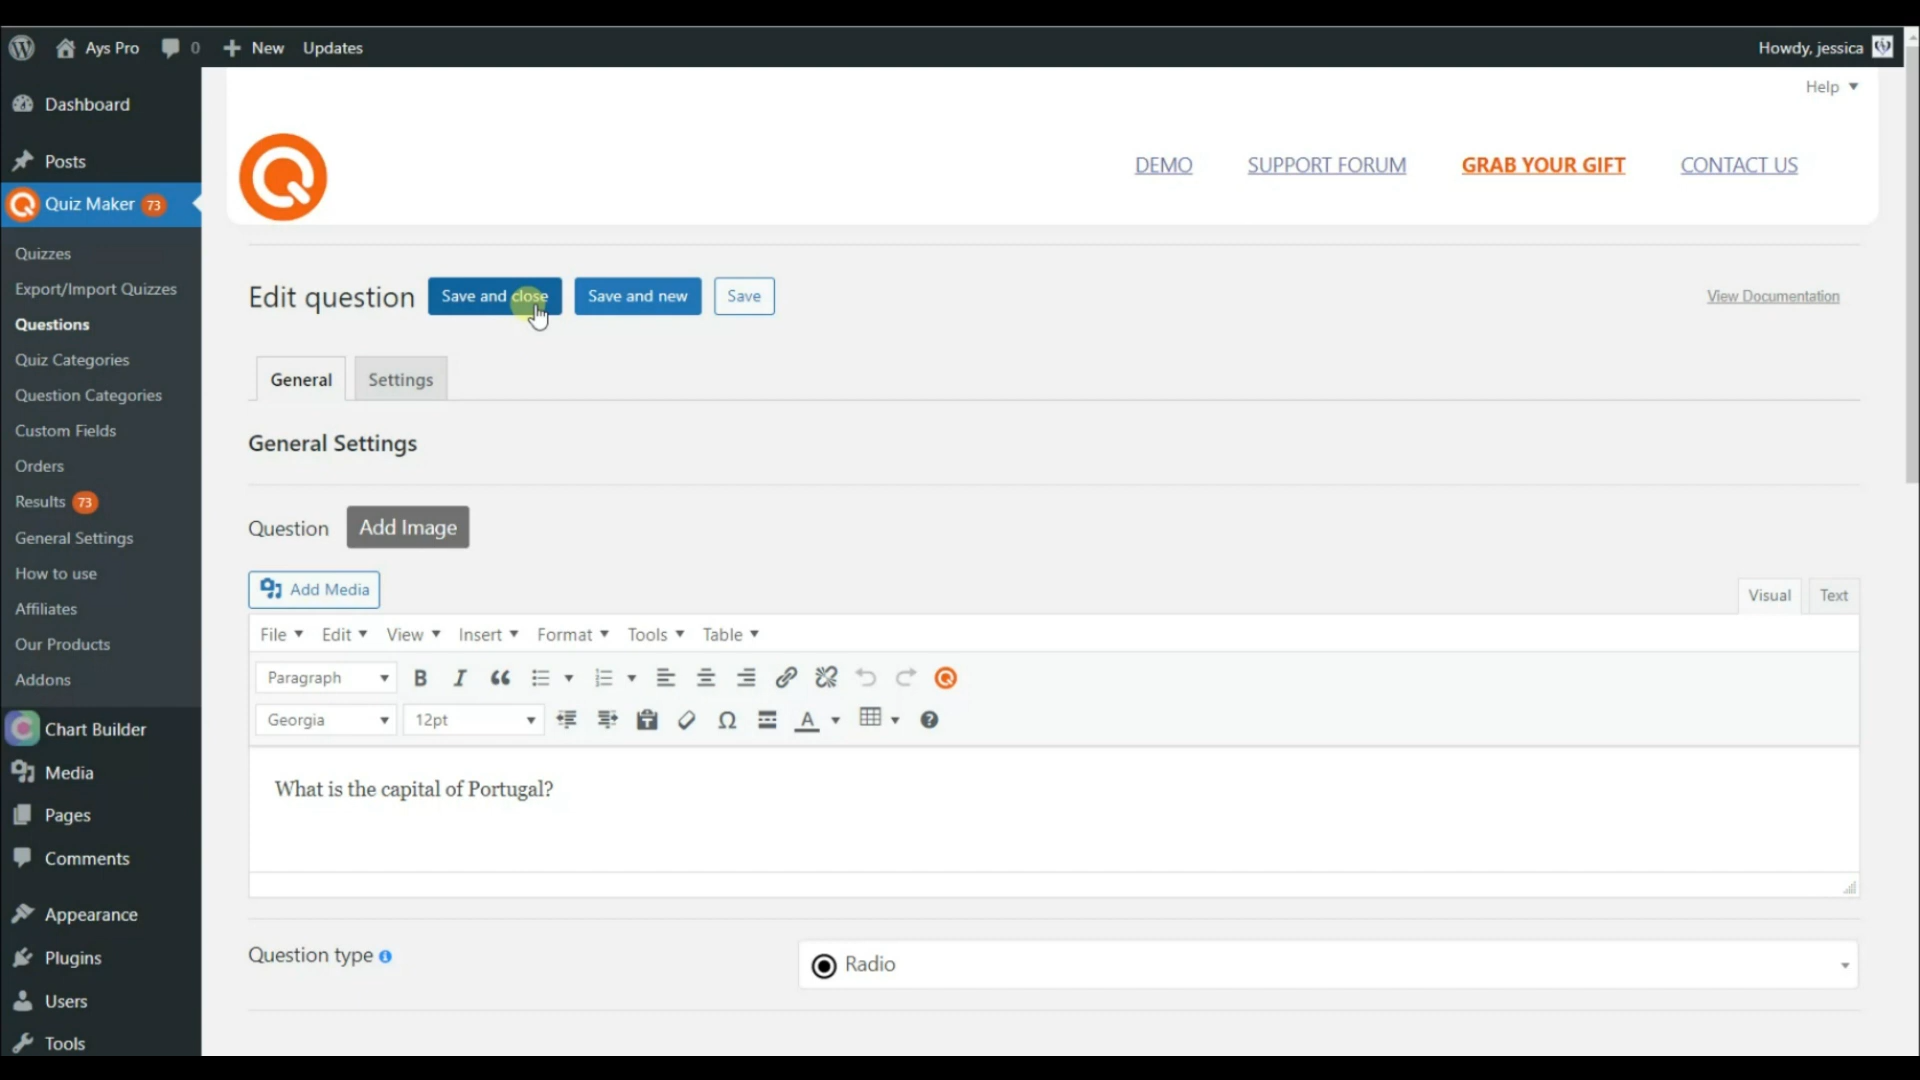 Ays Pro 0 New Updates Howdy, jessica
Help
Dashboard
Posts
Quiz Maker 73
Quizzes
Export/Import Quizzes
Questions
Quiz Categories
Question Categories
Custom Fields
Orders
Results 73
General Settings
How to use
Affiliates
Our Products
Addons
Chart Builder
Media
Pages
Comments
Appearance
Plugins
Users
Tools
DEMO SUPPORT FORUM GRAB YOUR GIFT CONTACT US
Edit question Save and close Save and new Save View Documentation
General Settings
General Settings
Question Add Image
Add Media Visual Text
File Edit View Insert Format Tools Table
Paragraph
Georgia 12pt
What is the capital of Portugal?
Question type Radio